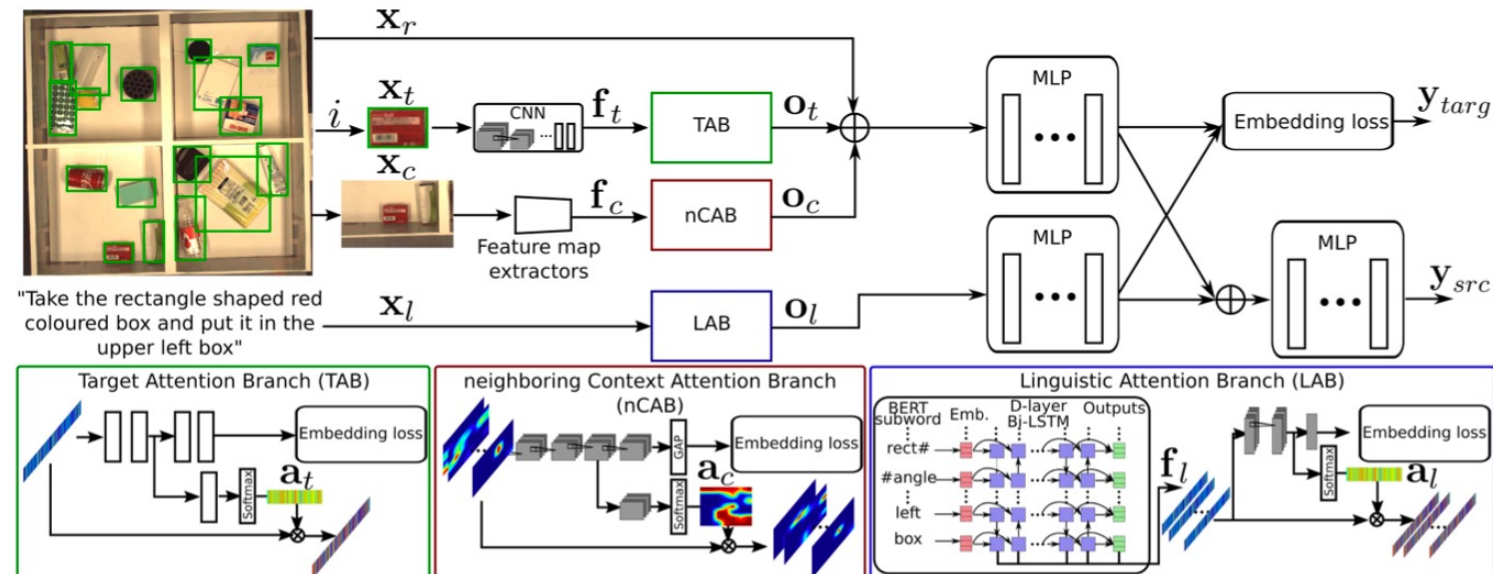 x_r
i
x_t
CNN
f_t
TAB
o_t
MLP
Embedding loss
y_targ
x_c
Feature map
extractors
f_c
nCAB
o_c
"Take the rectangle shaped red
coloured box and put it in the
upper left box"
x_l
LAB
o_l
MLP
MLP
y_src
Target Attention Branch (TAB)
Embedding loss
Softmax
a_t
neighboring Context Attention Branch
(nCAB)
GAP
Embedding loss
Softmax
a_c
Linguistic Attention Branch (LAB)
BERT
subword
Emb.
D-layer
Bj-LSTM
Outputs
rect#
#angle
left
box
f_l
Embedding loss
Softmax
a_l